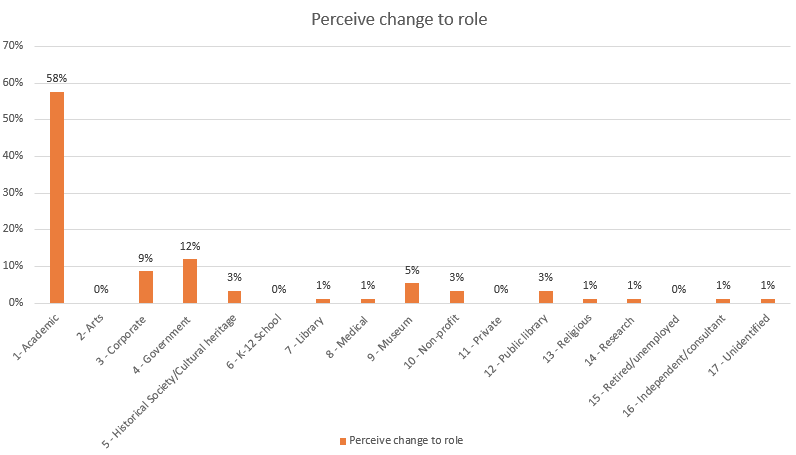 Perceive change to role
70%
60%
50%
40%
30%
20%
10%
0%
58%
0%
9%
12%
3%
0%
1%
1%
5%
3%
0%
3%
1%
1%
0%
1%
1%
1- Academic
2- Arts
3 - Corporate
4 - Government
5 - Historical Society/Cultural heritage
6 - K-12 School
7 - Library
8 - Medical
9 - Museum
10 - Non-profit
11 - Private
12 - Public library
13 - Religious
14 - Research
15 - Retired/unemployed
16 - Independent/consultant
17 - Unidentified
Perceive change to role